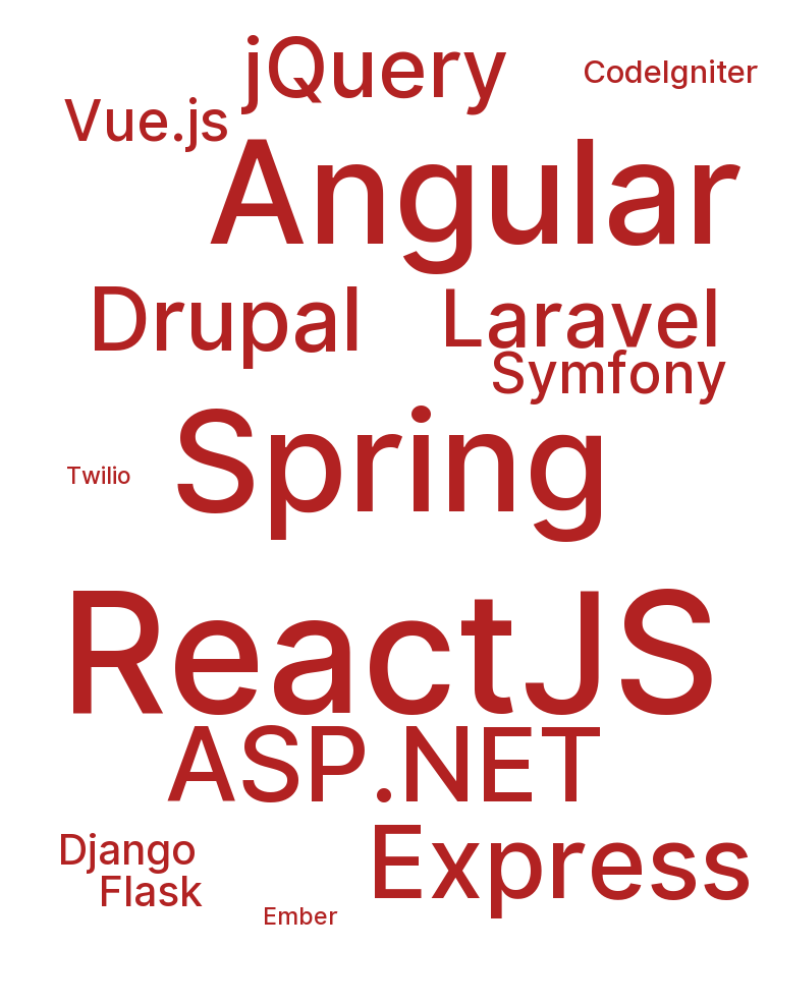 jQuery
CodeIgniter
Vue.js
Angular
Drupal
Laravel
Symfony
Spring
Twilio
ReactJS
ASP.NET
Django
Express
Flask
Ember